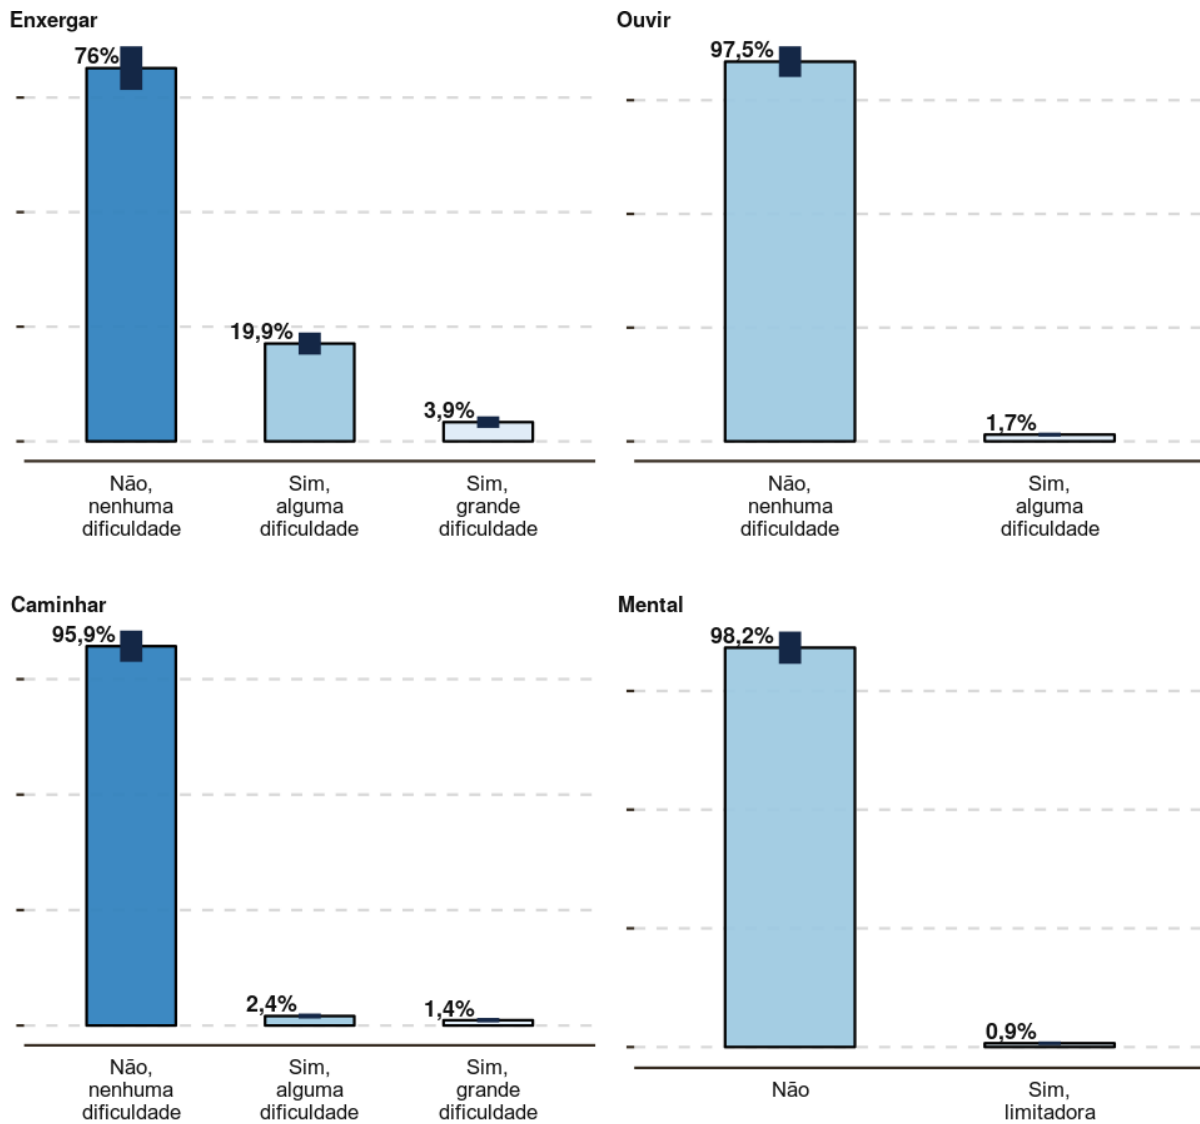 Enxergar
76%
19,9%
3,9%
Não,
nenhuma
dificuldade
Sim,
alguma
dificuldade
Sim,
grande
dificuldade
Ouvir
97,5%
1,7%
Não,
nenhuma
dificuldade
Sim,
alguma
dificuldade
Caminhar
95,9%
2,4%
1,4%
Não,
nenhuma
dificuldade
Sim,
alguma
dificuldade
Sim,
grande
dificuldade
Mental
98,2%
0,9%
Não
Sim,
limitadora